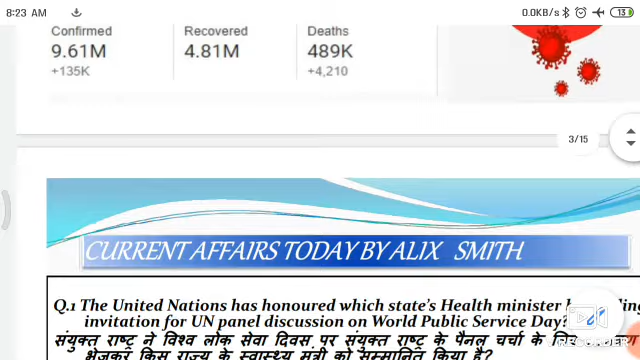 8:23 AM 0.0KB/s 13
Confirmed Recovered Deaths
9.61M 4.81M 489K
+135K +4,210
3/15
CURRENT AFFAIRS TODAY BY ALIX SMITH
Q.1 The United Nations has honoured which state's Health minister
invitation for UN panel discussion on World Public Service Day?
संयुक्त राष्ट्र ने विश्व लोक सेवा दिवस पर संयुक्त राष्ट्र के पैनल चर्चा के लिए
भेजकर किस राज्य के स्वास्थ्य मंत्री को सम्मानित किया है?
RECORDER